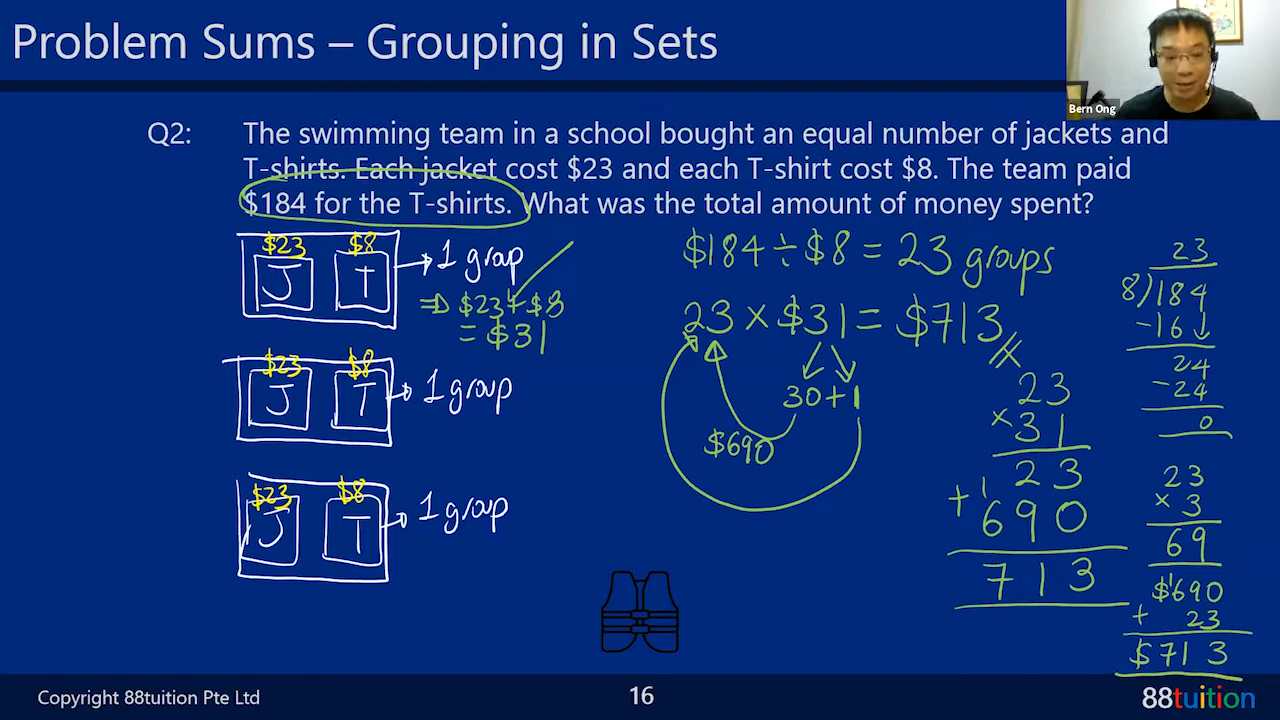 Problem Sums – Grouping in Sets
Bern Ong
Q2: The swimming team in a school bought an equal number of jackets and
T-shirts. Each jacket cost $23 and each T-shirt cost $8. The team paid
$184 for the T-shirts. What was the total amount of money spent?
$23 $8
J T → 1 group
⇒ $23 + $8
= $31
$23 $8
J T → 1 group
$23 $8
J T → 1 group
$184 ÷ $8 = 23 groups
23 × $31 = $713
30 + 1
$690
23
× 31
23
+ 1
690
713
23
8) 184
- 16
24
- 24
0
23
× 3
69
1
$690
+ 23
$713
Copyright 88tuition Pte Ltd
16
88tuition